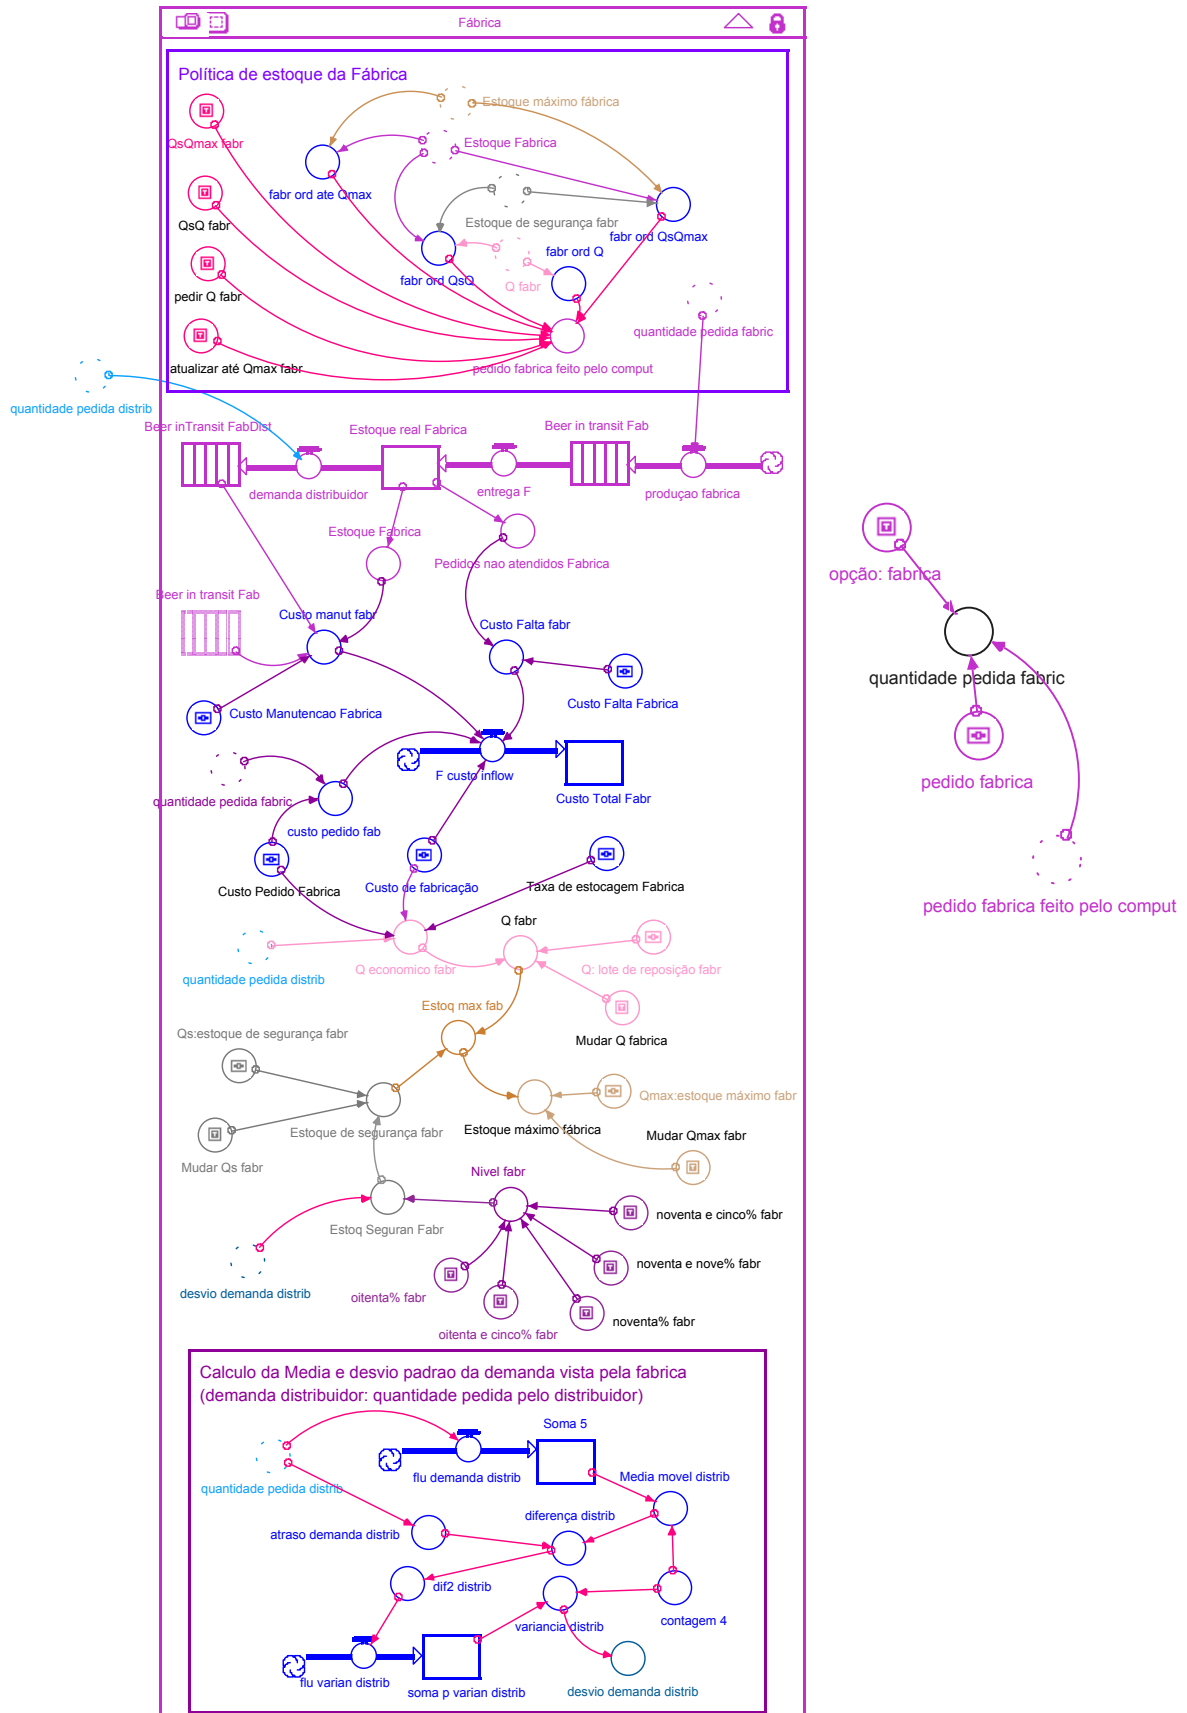 Fábrica
Política de estoque da Fábrica
Estoque máximo fábrica
QsQmax fabr
Estoque Fabrica
fabr ord ate Qmax
QsQ fabr
Estoque de segurança fabr
fabr ord QsQmax
fabr ord Q
fabr ord QsQ
Q fabr
pedir Q fabr
quantidade pedida fabric
atualizar até Qmax fabr
pedido fabrica feito pelo comput
quantidade pedida distrib
Beer inTransit FabDist
Estoque real Fabrica
Beer in transit Fab
demanda distribuidor
entrega F
produçao fabrica
Estoque Fabrica
Pedidos nao atendidos Fabrica
opção: fabrica
Beer in transit Fab
Custo manut fabr
Custo Falta fabr
quantidade pedida fabric
Custo Manutencao Fabrica
Custo Falta Fabrica
F custo inflow
pedido fabrica
quantidade pedida fabric
Custo Total Fabr
custo pedido fab
Custo Pedido Fabrica
Custo de fabricação
Taxa de estocagem Fabrica
pedido fabrica feito pelo comput
Q fabr
quantidade pedida distrib
Q economico fabr
Q: lote de reposição fabr
Estoq max fab
Qs:estoque de segurança fabr
Mudar Q fabrica
Qmax:estoque máximo fabr
Estoque de segurança fabr
Estoque máximo fábrica
Mudar Qmax fabr
Mudar Qs fabr
Nivel fabr
noventa e cinco% fabr
Estoq Seguran Fabr
noventa e nove% fabr
desvio demanda distrib
oitenta% fabr
noventa% fabr
oitenta e cinco% fabr
Calculo da Media e desvio padrao da demanda vista pela fabrica
(demanda distribuidor: quantidade pedida pelo distribuidor)
Soma 5
flu demanda distrib
Media movel distrib
quantidade pedida distrib
diferença distrib
atraso demanda distrib
dif2 distrib
variancia distrib
contagem 4
flu varian distrib
soma p varian distrib
desvio demanda distrib